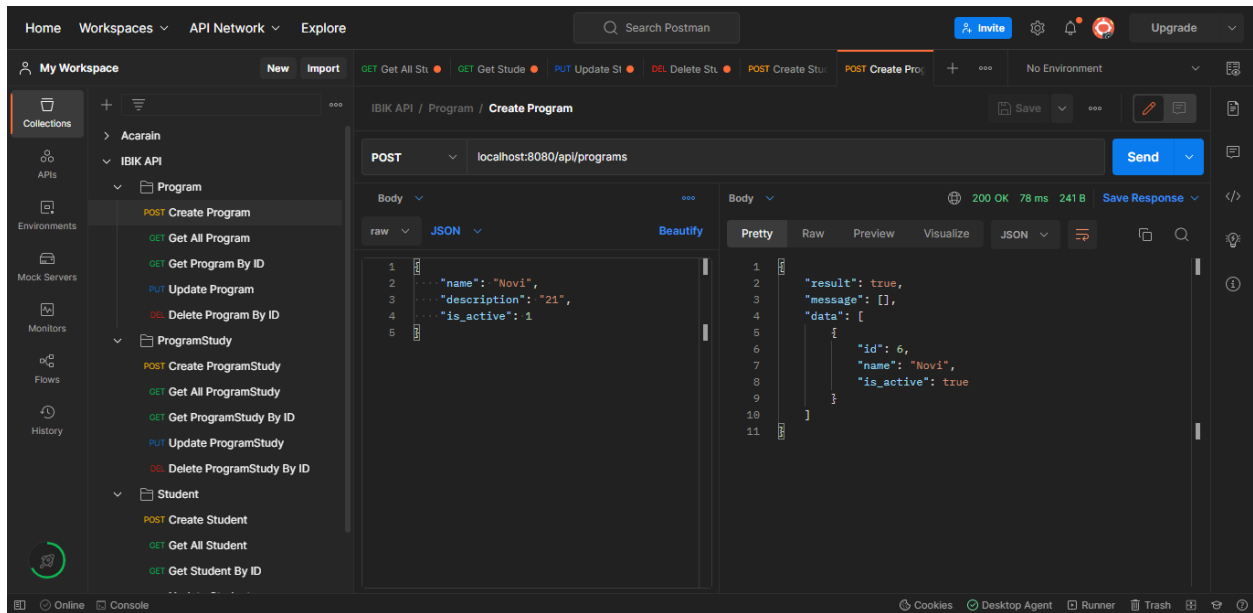 Home Workspaces API Network Explore Search Postman Invite Upgrade
My Workspace New Import
GET Get All Stu GET Get Stude PUT Update St DEL Delete Stu POST Create Stud POST Create Prog No Environment
IBIK API / Program / Create Program Save
POST localhost:8080/api/programs Send
Collections
APIs
Environments
Mock Servers
Monitors
Flows
History
Acarain
IBIK API
Program
POST Create Program
GET Get All Program
GET Get Program By ID
PUT Update Program
DEL Delete Program By ID
ProgramStudy
POST Create ProgramStudy
GET Get All ProgramStudy
GET Get ProgramStudy By ID
PUT Update ProgramStudy
DEL Delete ProgramStudy By ID
Student
POST Create Student
GET Get All Student
GET Get Student By ID
Body
raw JSON Beautify
1 {
2 "name": "Novi",
3 "description": "21",
4 "is_active": 1
5 }
Body 200 OK 78 ms 241 B Save Response
Pretty Raw Preview Visualize JSON
1 {
2 "result": true,
3 "message": [],
4 "data": [
5 {
6 "id": 6,
7 "name": "Novi",
8 "is_active": true
9 }
10 ]
11 }
Online Console Cookies Desktop Agent Runner Trash